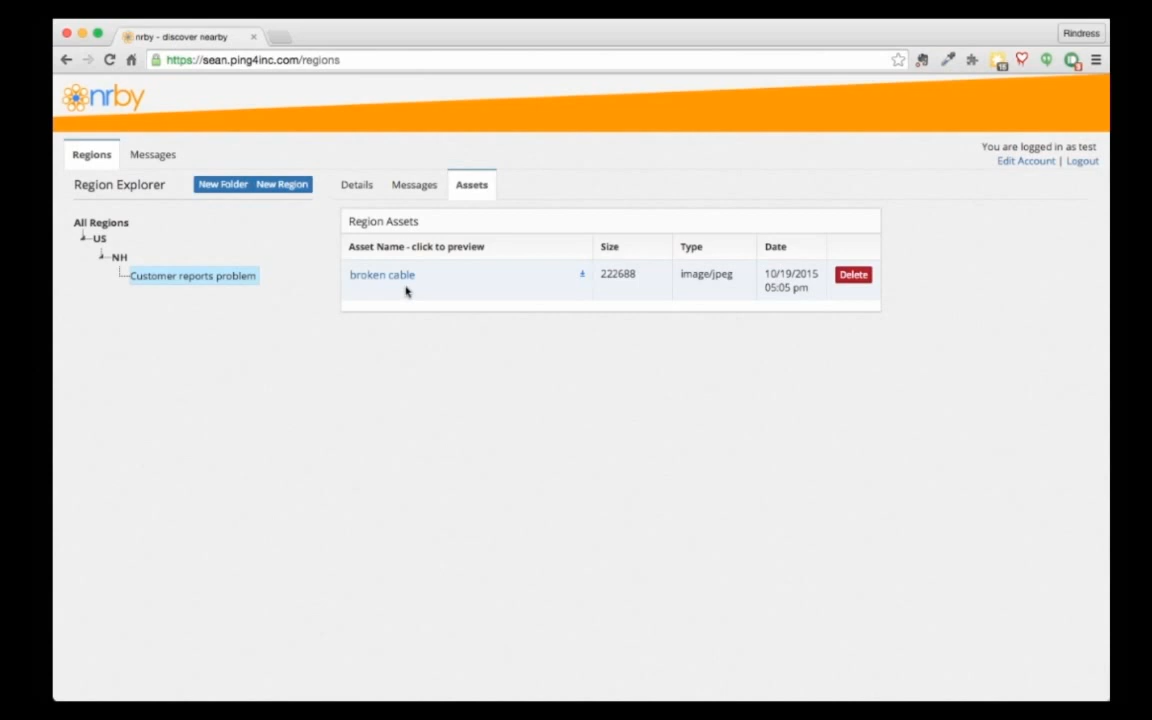 nrby - discover nearby
Rindress
https://sean.ping4inc.com/regions
nrby
Regions
Messages
You are logged in as test
Edit Account | Logout
Region Explorer
New Folder
New Region
Details
Messages
Assets
All Regions
US
NH
Customer reports problem
Region Assets
Asset Name - click to preview
Size
Type
Date
broken cable
222688
image/jpeg
10/19/2015
05:05 pm
Delete